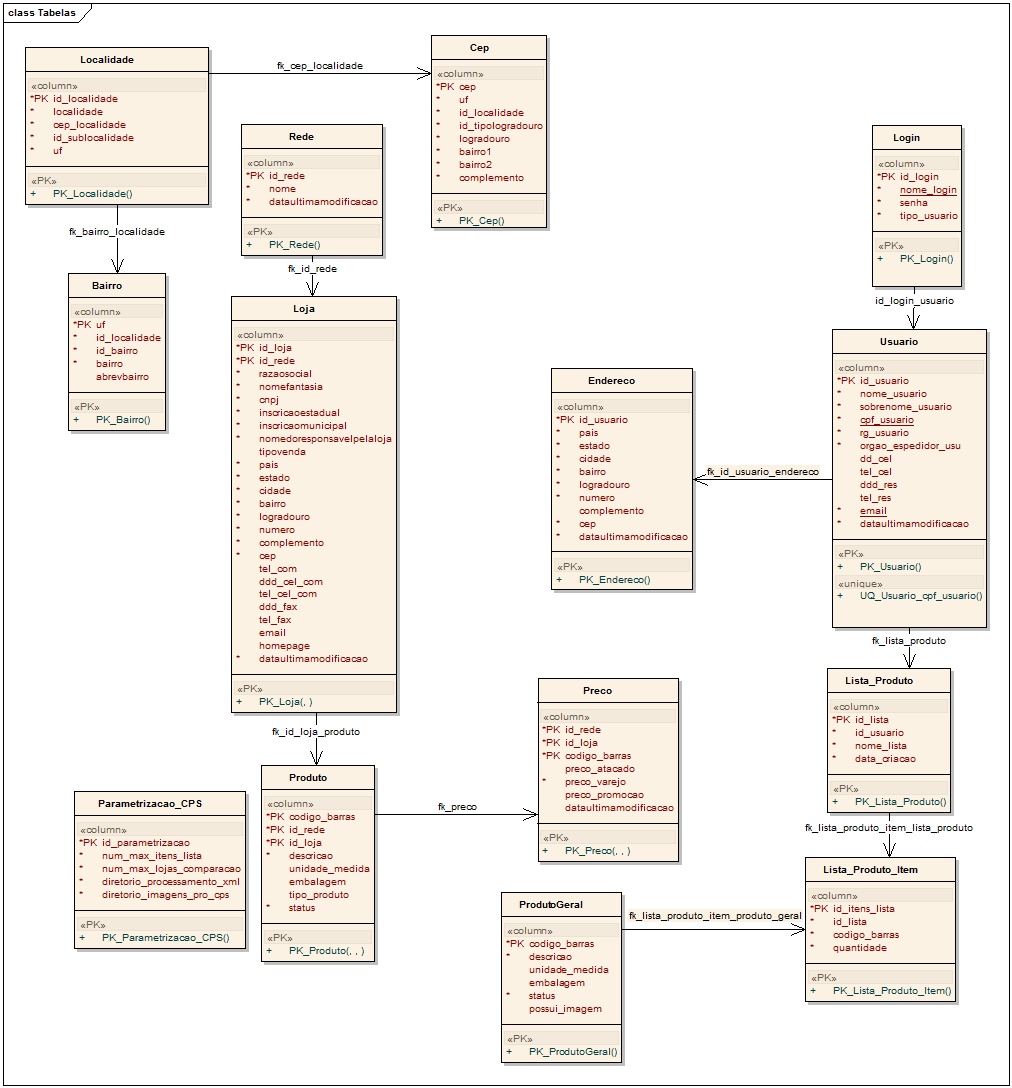 class Tabelas
Localidade
«column»
*PK id_localidade
* localidade
* cep_localidade
* id_sublocalidade
* uf
«PK»
+ PK_Localidade()
fk_cep_localidade
Cep
«column»
*PK cep
* uf
* id_localidade
* id_tipologradouro
* logradouro
* bairro1
* bairro2
* complemento
«PK»
+ PK_Cep()
Rede
«column»
*PK id_rede
* nome
* dataultimamodificacao
«PK»
+ PK_Rede()
Login
«column»
*PK id_login
* nome_login
* senha
* tipo_usuario
«PK»
+ PK_Login()
fk_bairro_localidade
fk_id_rede
id_login_usuario
Bairro
«column»
*PK uf
* id_localidade
* id_bairro
* bairro
abrevbairro
«PK»
+ PK_Bairro()
Loja
«column»
*PK id_loja
*PK id_rede
* razaosocial
* nomefantasia
* cnpj
* inscricaoestadual
* inscricaomunicipal
* nomedoresponsavelpelaloja
tipovenda
* pais
* estado
* cidade
* bairro
* logradouro
* numero
* complemento
* cep
tel_com
ddd_cel_com
tel_cel_com
ddd_fax
tel_fax
email
homepage
* dataultimamodificacao
«PK»
+ PK_Loja(, )
Endereco
«column»
*PK id_usuario
* pais
* estado
* cidade
* bairro
* logradouro
* numero
complemento
* cep
* dataultimamodificacao
«PK»
+ PK_Endereco()
fk_id_usuario_endereco
Usuario
«column»
*PK id_usuario
* nome_usuario
* sobrenome_usuario
* cpf_usuario
* rg_usuario
* orgao_espedidor_usu
dd_cel
tel_cel
ddd_res
tel_res
* email
* dataultimamodificacao
«PK»
+ PK_Usuario()
«unique»
+ UQ_Usuario_cpf_usuario()
fk_lista_produto
Lista_Produto
«column»
*PK id_lista
* id_usuario
* nome_lista
* data_criacao
«PK»
+ PK_Lista_Produto()
fk_id_loja_produto
Preco
«column»
*PK id_rede
*PK id_loja
*PK codigo_barras
preco_atacado
* preco_varejo
preco_promocao
dataultimamodificacao
«PK»
+ PK_Preco(, , )
Parametrizacao_CPS
«column»
*PK id_parametrizacao
* num_max_itens_lista
* num_max_lojas_comparacao
* diretorio_processamento_xml
* diretorio_imagens_pro_cps
«PK»
+ PK_Parametrizacao_CPS()
Produto
«column»
*PK codigo_barras
*PK id_rede
*PK id_loja
* descricao
unidade_medida
embalagem
tipo_produto
* status
«PK»
+ PK_Produto(, , )
fk_preco
fk_lista_produto_item_lista_produto
ProdutoGeral
«column»
*PK codigo_barras
* descricao
unidade_medida
embalagem
* status
possui_imagem
«PK»
+ PK_ProdutoGeral()
fk_lista_produto_item_produto_geral
Lista_Produto_Item
«column»
*PK id_itens_lista
* id_lista
* codigo_barras
* quantidade
«PK»
+ PK_Lista_Produto_Item()